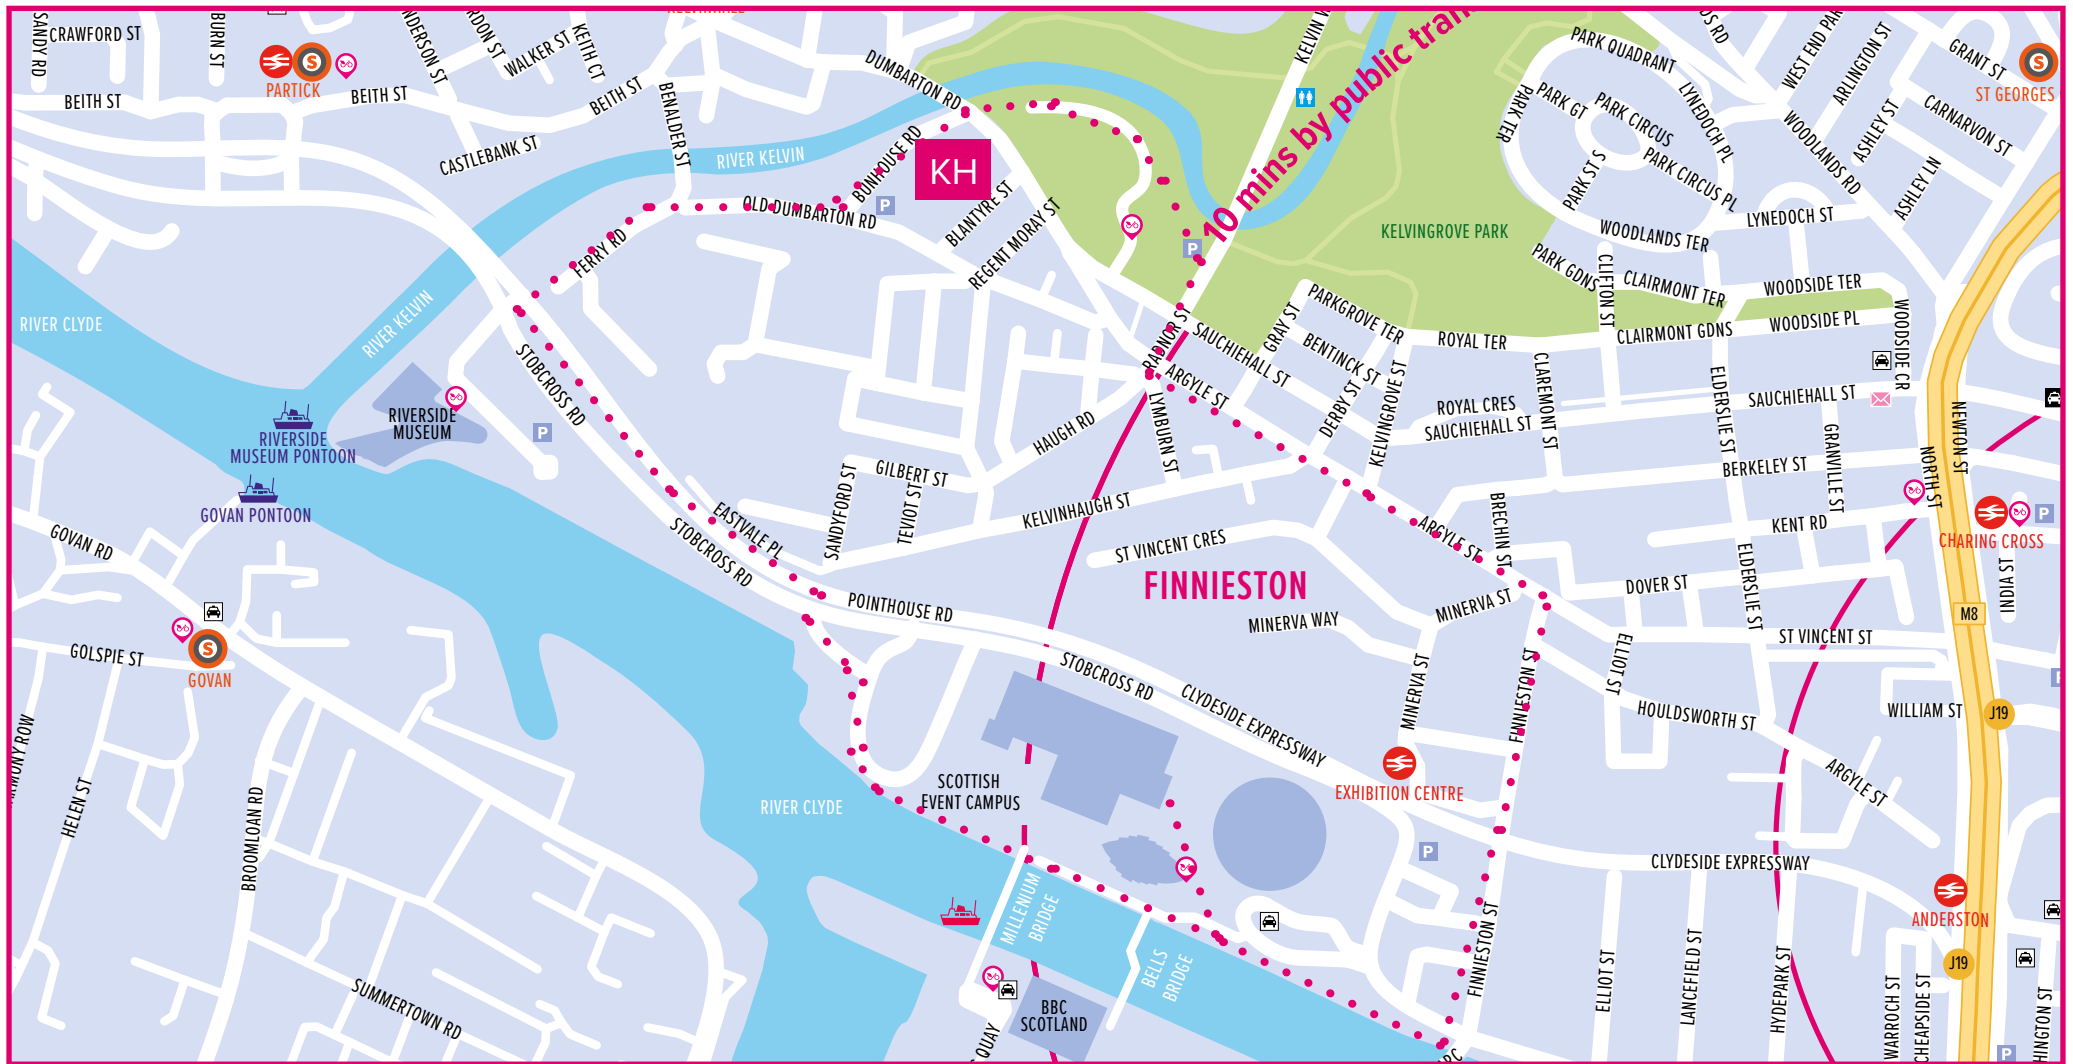 SANDY RD
CRAWFORD ST
BURN ST
WALKER ST
KEITH CT
BEITH ST
BEITH ST
BEITH ST
S
PARTICK
CASTLEBANK ST
BENALDER ST
DUMBARTON RD
RIVER KELVIN
BUNHOUSE RD
KH
OLD DUMBARTON RD
P
BLANTYRE ST
REGENT MORAY ST
FERRY RD
RIVER CLYDE
RIVER KELVIN
STOBCROSS RD
RIVERSIDE
MUSEUM
P
RIVERSIDE
MUSEUM PONTOON
GOVAN PONTOON
GOVAN RD
GOLSPIE ST
S
GOVAN
HELEN ST
BROOMLOAN RD
SUMMERTOWN RD
10 mins by public tran
P
KELVINGROVE PARK
PARK QUADRANT
PARK TER
PARK GT
PARK CIRCUS
PARK CIRCUS PL
PARK ST S
LYNEDOCH PL
WEST END PAR
ARLINGTON ST
ASHLEY ST
WOODLANDS RD
ASHLEY LN
GRANT ST
CARNARVON ST
S
ST GEORGES
LYNEDOCH ST
WOODLANDS TER
PARK GDNS
CLIFTON ST
CLAIRMONT TER
WOODSIDE TER
WOODSIDE PL
CLAIRMONT GDNS
WOODSIDE CR
RADNOR ST
SAUCHIEHALL ST
GRAY ST
PARKGROVE TER
BENTINCK ST
DERBY ST
KELVINGROVE ST
ROYAL TER
ROYAL CRES
SAUCHIEHALL ST
CLAREMONT ST
SAUCHIEHALL ST
ELDERSLIE ST
GRANVILLE ST
BERKELEY ST
NEWTON ST
NORTH ST
KENT RD
P
CHARING CROSS
INDIA ST
M8
ARGYLE ST
LYMBURN ST
HAUGH RD
GILBERT ST
SANDYFORD ST
TEVIOT ST
KELVINHAUGH ST
EASTVALE PL
STOBCROSS RD
POINTHOUSE RD
ST VINCENT CRES
FINNIESTON
MINERVA WAY
MINERVA ST
ARGYLE ST
BRECHIN ST
DOVER ST
ELDERSLIE ST
ST VINCENT ST
ELLIOT ST
HOULDSWORTH ST
WILLIAM ST
J19
P
ARGYLE ST
MINERVA ST
FINNIESTON ST
STOBCROSS RD
CLYDESIDE EXPRESSWAY
EXHIBITION CENTRE
SCOTTISH
EVENT CAMPUS
RIVER CLYDE
P
CLYDESIDE EXPRESSWAY
ANDERSTON
J19
MILLENIUM
BRIDGE
BELLS
BRIDGE
BBC
SCOTLAND
QUAY
FINNIESTON ST
ELLIOT ST
LANCEFIELD ST
HYDEPARK ST
WARROCH ST
CHEAPSIDE ST
P